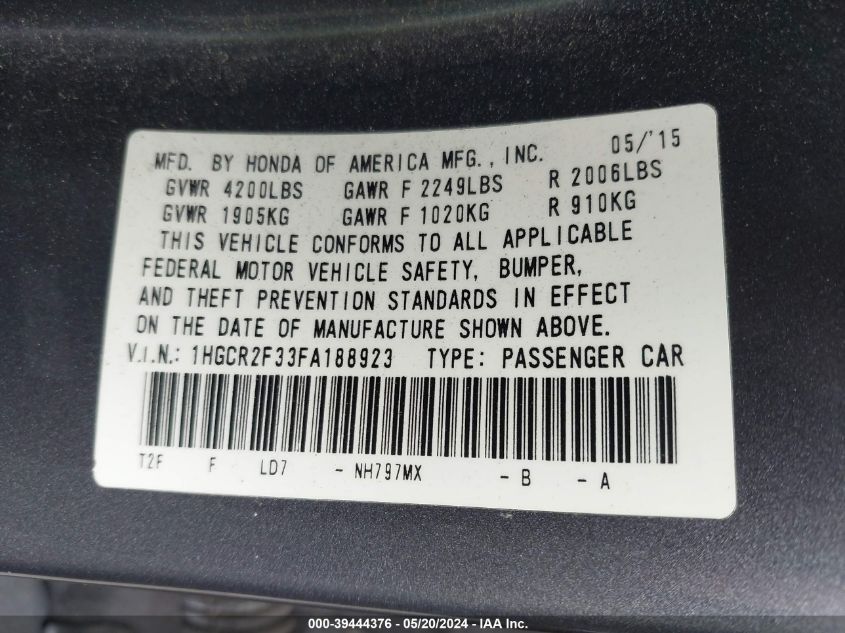 MFD. BY HONDA OF AMERICA MFG., INC. 05/'15
GVWR 4200LBS GAWR F 2249LBS R 2006LBS
GVWR 1905KG GAWR F 1020KG R 910KG
THIS VEHICLE CONFORMS TO ALL APPLICABLE
FEDERAL MOTOR VEHICLE SAFETY, BUMPER,
AND THEFT PREVENTION STANDARDS IN EFFECT
ON THE DATE OF MANUFACTURE SHOWN ABOVE.
V.I.N.: 1HGCR2F33FA188923 TYPE: PASSENGER CAR
T2F F LD7 - NH797MX - B - A
000-39444376 - 05/20/2024 - IAA Inc.